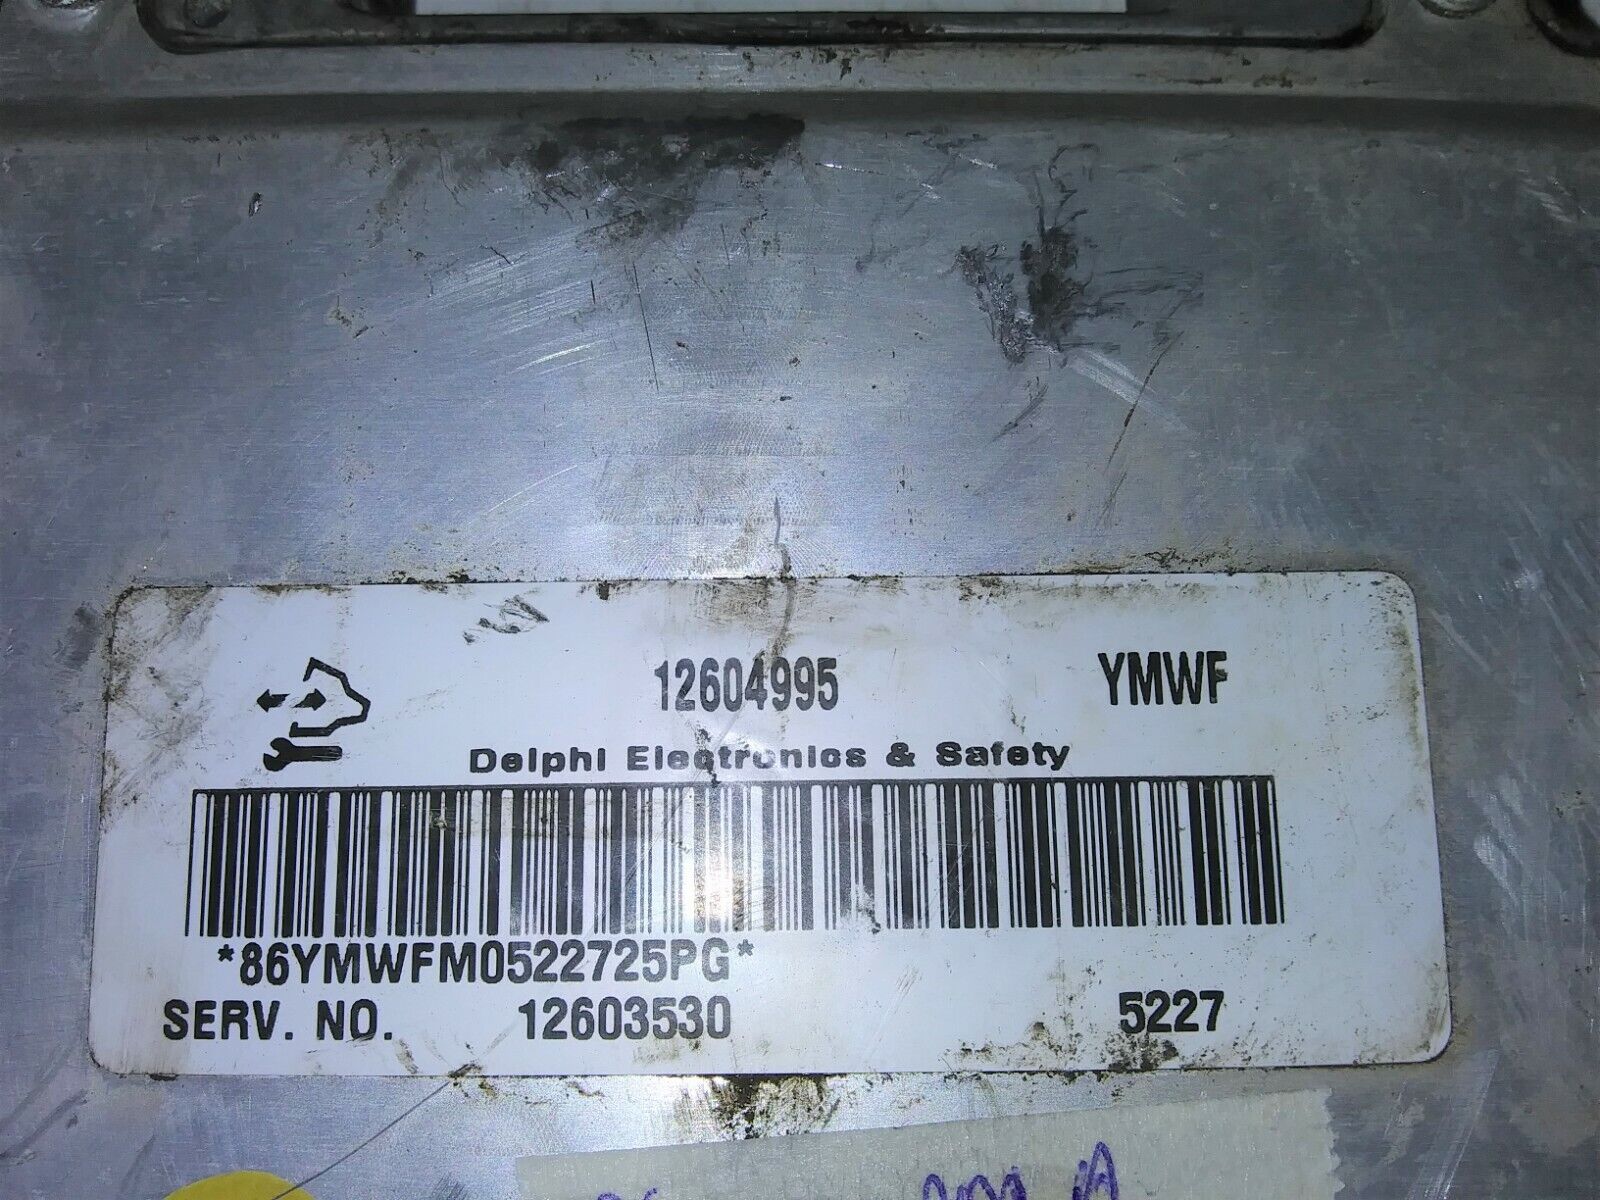 12604995 YMWF
Delphi Electronics & Safety
*86YMWFM0522725PG*
SERV. NO. 12603530 5227